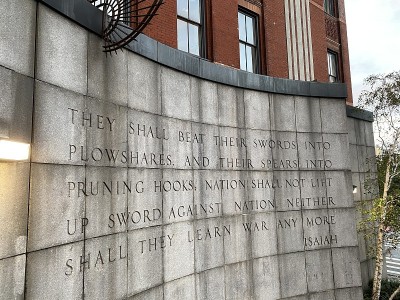 THEY SHALL BEAT THEIR SWORDS INTO
PLOWSHARES, AND THEIR SPEARS INTO
PRUNING HOOKS, NATION SHALL NOT LIFT
UP SWORD AGAINST NATION, NEITHER
SHALL THEY LEARN WAR ANY MORE
ISAIAH